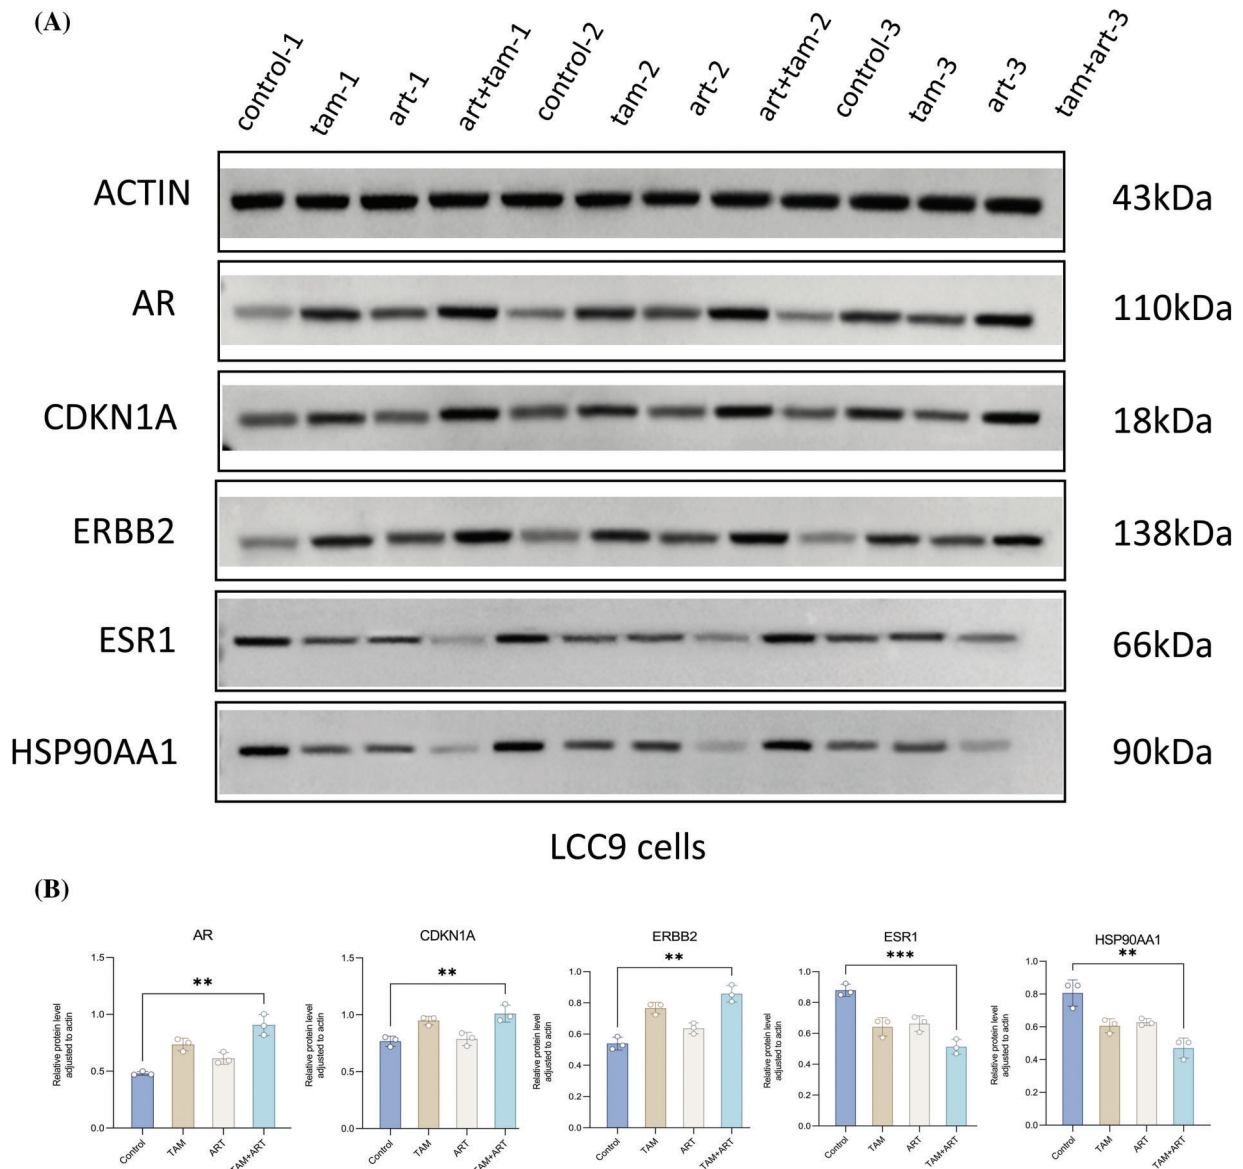 (A)
control-1 tam-1 art-1 art+tam-1 control-2 tam-2 art-2 art+tam-2 control-3 tam-3 art-3 tam+art-3
ACTIN 43kDa
AR 110kDa
CDKN1A 18kDa
ERBB2 138kDa
ESR1 66kDa
HSP90AA1 90kDa
LCC9 cells
(B)
AR
**
Relative protein level
adjusted to actin
1.5
1.0
0.5
0.0
Control TAM ART TAM+ART
CDKN1A
**
Relative protein level
adjusted to actin
1.5
1.0
0.5
0.0
Control TAM ART TAM+ART
ERBB2
**
Relative protein level
adjusted to actin
1.0
0.8
0.6
0.4
0.2
0.0
Control TAM ART TAM+ART
ESR1
***
Relative protein level
adjusted to actin
1.0
0.8
0.6
0.4
0.2
0.0
Control TAM ART TAM+ART
HSP90AA1
**
Relative protein level
adjusted to actin
1.0
0.8
0.6
0.4
0.2
0.0
Control TAM ART TAM+ART